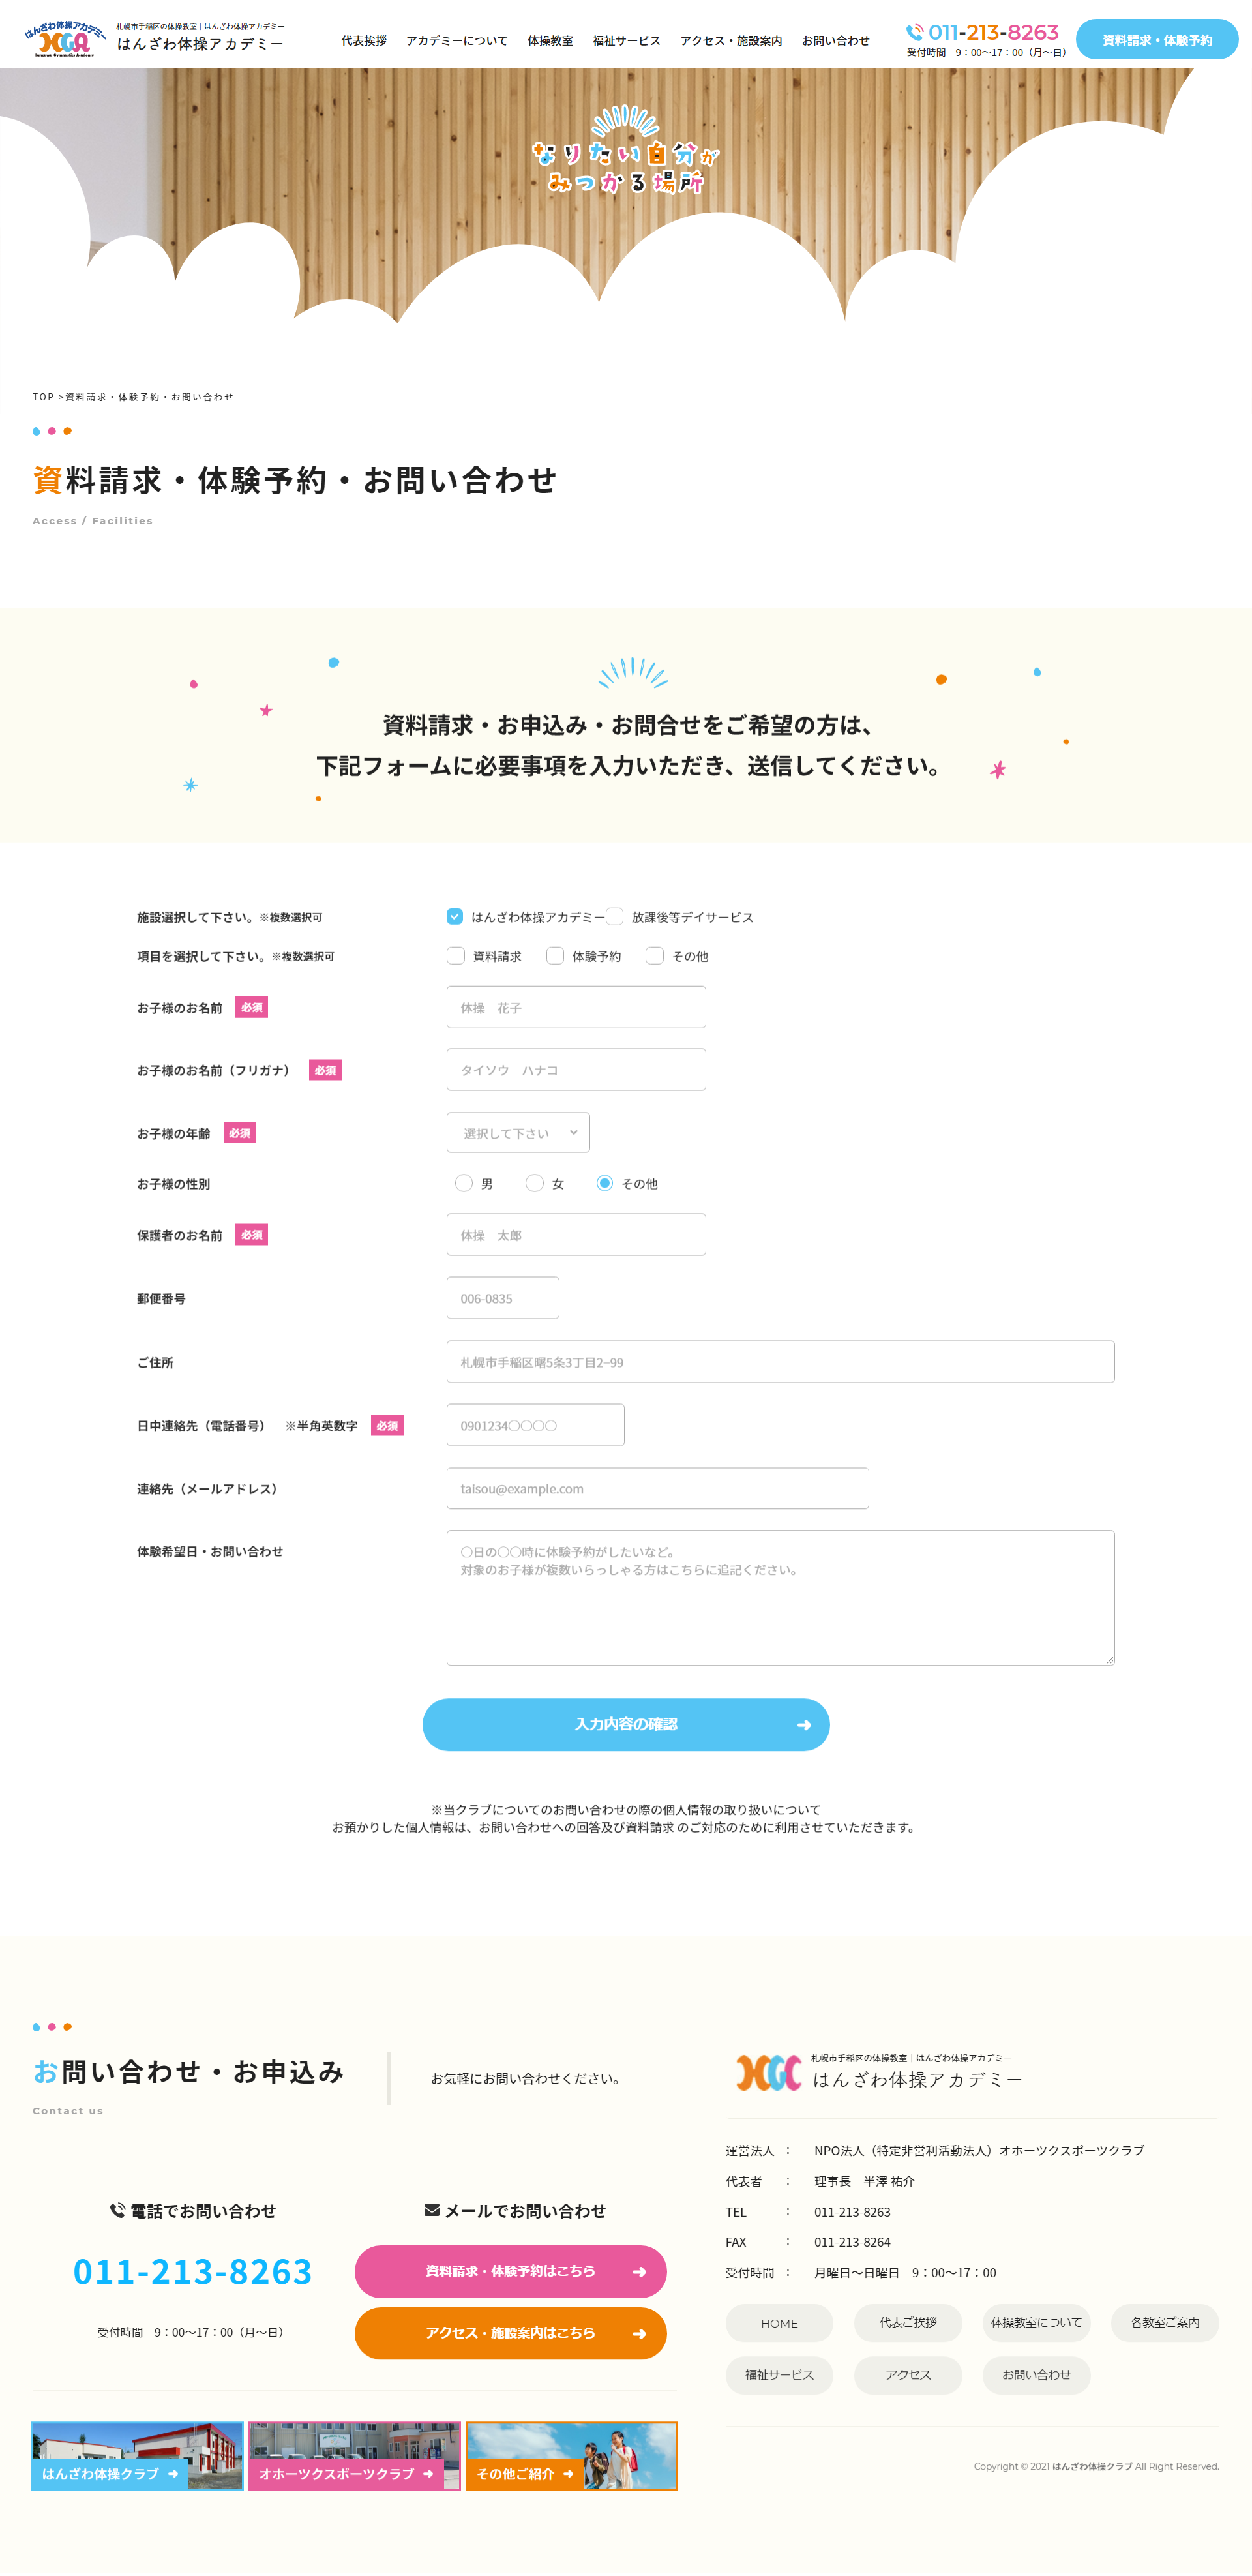 はんざわ体操アカデミー
Hanzawa Gymnastics Academy
札幌市手稲区の体操教室｜はんざわ体操アカデミー
はんざわ体操アカデミー
代表挨拶
アカデミーについて
体操教室
福祉サービス
アクセス・施設案内
お問い合わせ
011-213-8263
受付時間　9：00〜17：00（月〜日）
資料請求・体験予約
なりたい自分が
みつかる場所
TOP >資料請求・体験予約・お問い合わせ
資料請求・体験予約・お問い合わせ
Access / Facilities
資料請求・お申込み・お問合せをご希望の方は、
下記フォームに必要事項を入力いただき、送信してください。
施設選択して下さい。※複数選択可
はんざわ体操アカデミー
放課後等デイサービス
項目を選択して下さい。※複数選択可
資料請求
体験予約
その他
お子様のお名前 必須
体操　花子
お子様のお名前（フリガナ） 必須
タイソウ　ハナコ
お子様の年齢 必須
選択して下さい
お子様の性別
男
女
その他
保護者のお名前 必須
体操　太郎
郵便番号
006-0835
ご住所
札幌市手稲区曙5条3丁目2−99
日中連絡先（電話番号）　※半角英数字 必須
0901234〇〇〇〇
連絡先（メールアドレス）
taisou@example.com
体験希望日・お問い合わせ
〇日の〇〇時に体験予約がしたいなど。
対象のお子様が複数いらっしゃる方はこちらに追記ください。
入力内容の確認
※当クラブについてのお問い合わせの際の個人情報の取り扱いについて
お預かりした個人情報は、お問い合わせへの回答及び資料請求 のご対応のために利用させていただきます。
お問い合わせ・お申込み
Contact us
お気軽にお問い合わせください。
電話でお問い合わせ
011-213-8263
受付時間　9：00〜17：00（月〜日）
メールでお問い合わせ
資料請求・体験予約はこちら
アクセス・施設案内はこちら
はんざわ体操クラブ
オホーツクスポーツクラブ
その他ご紹介
札幌市手稲区の体操教室｜はんざわ体操アカデミー
はんざわ体操アカデミー
運営法人　：　NPO法人（特定非営利活動法人）オホーツクスポーツクラブ
代表者　：　理事長　半澤 祐介
TEL　：　011-213-8263
FAX　：　011-213-8264
受付時間　：　月曜日〜日曜日　9：00〜17：00
HOME
代表ご挨拶
体操教室について
各教室ご案内
福祉サービス
アクセス
お問い合わせ
Copyright © 2021 はんざわ体操クラブ All Right Reserved.